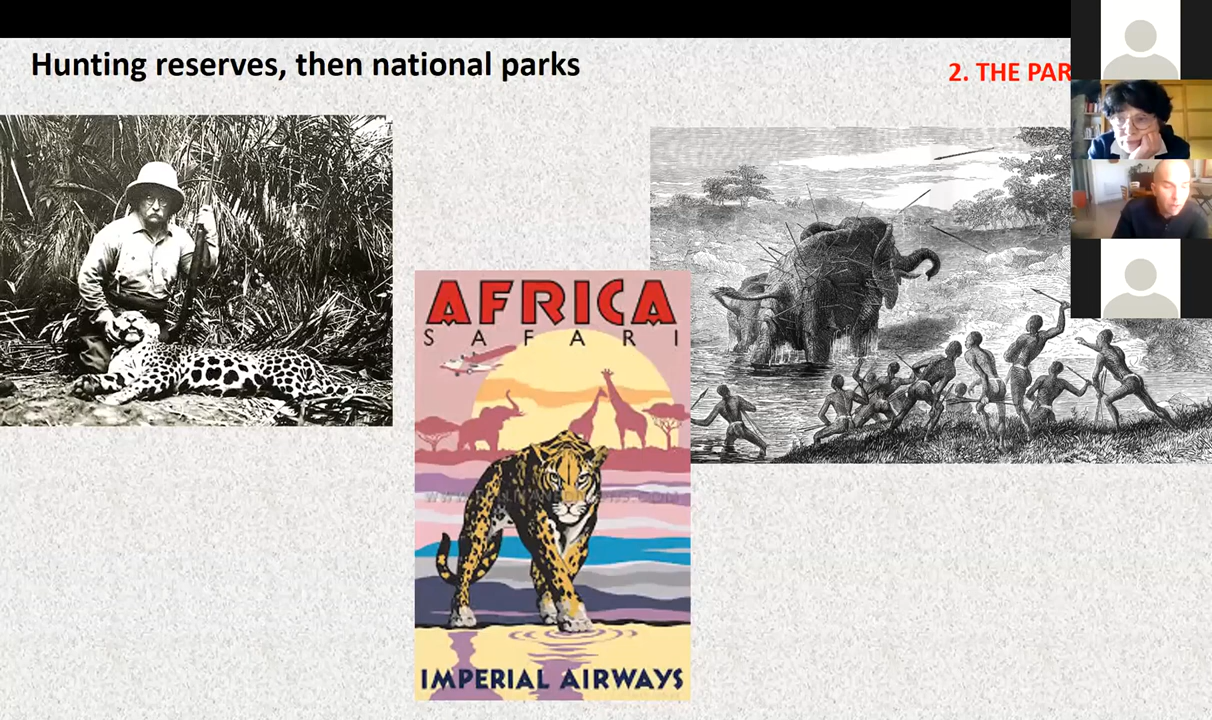 Hunting reserves, then national parks
2. THE PAR
AFRICA
SAFARI
IMPERIAL AIRWAYS